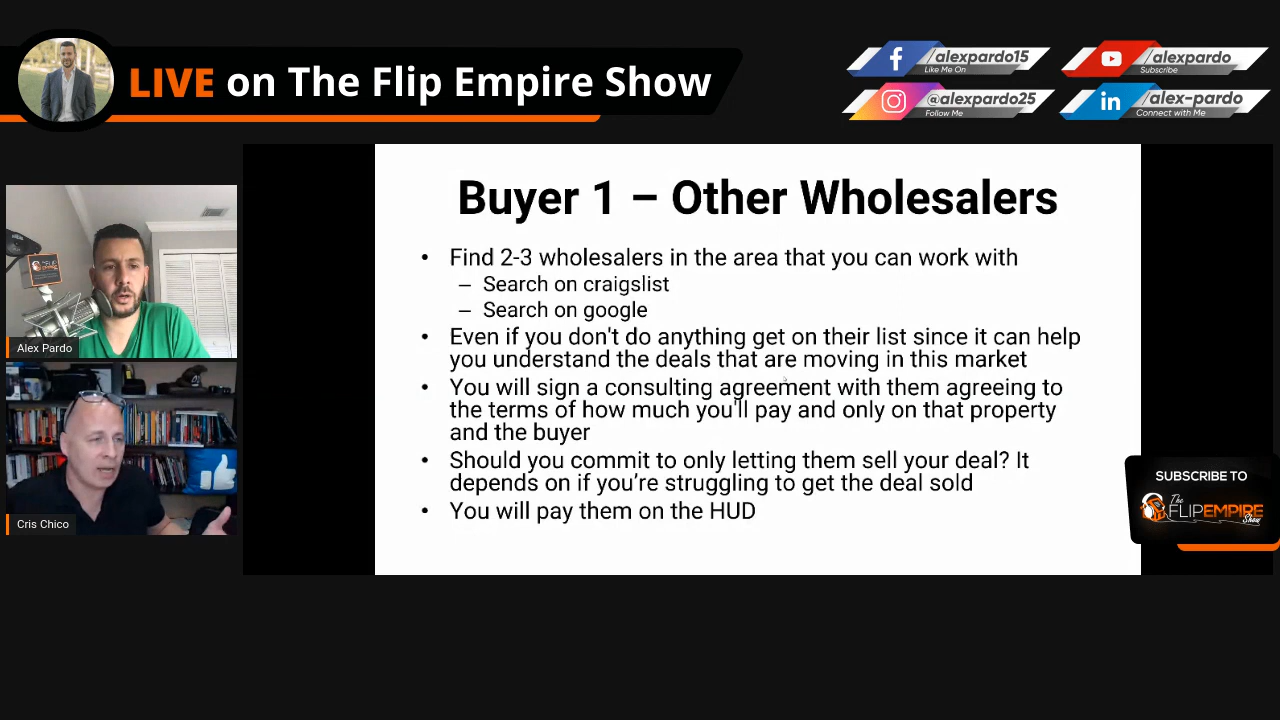 LIVE on The Flip Empire Show
/alexpardo15
Like Me On
/alexpardo
Subscribe
@alexpardo25
Follow Me
/alex-pardo
Connect with Me
Alex Pardo
Cris Chico
Buyer 1 – Other Wholesalers
• Find 2-3 wholesalers in the area that you can work with
– Search on craigslist
– Search on google
• Even if you don't do anything get on their list since it can help
you understand the deals that are moving in this market
• You will sign a consulting agreement with them agreeing to
the terms of how much you'll pay and only on that property
and the buyer
• Should you commit to only letting them sell your deal? It
depends on if you’re struggling to get the deal sold
• You will pay them on the HUD
SUBSCRIBE TO
The
FLIPEMPIRE
Show